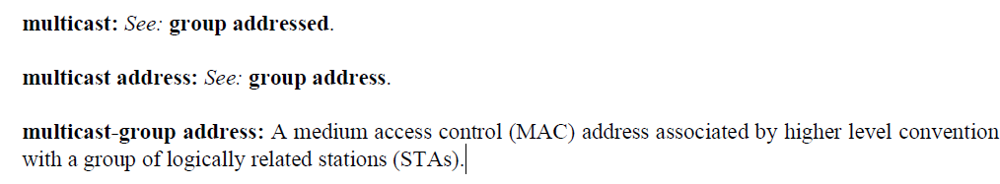 multicast: See: group addressed.
multicast address: See: group address.
multicast-group address: A medium access control (MAC) address associated by higher level convention
with a group of logically related stations (STAs).